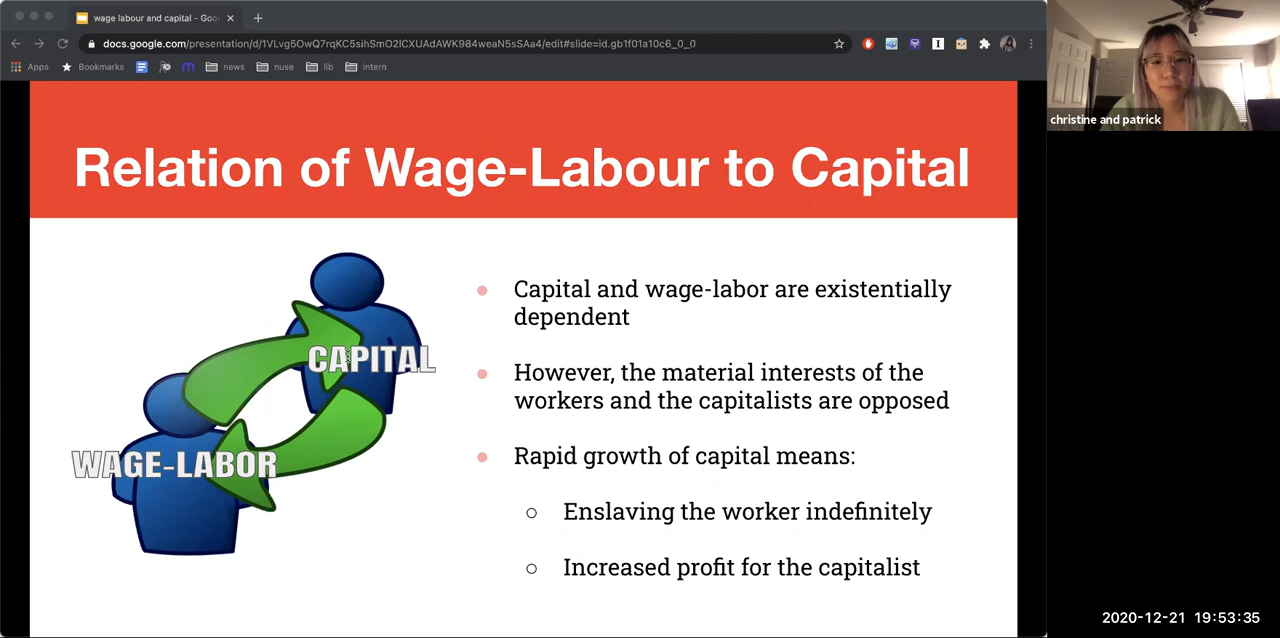 wage labour and capital - Goo
docs.google.com/presentation/d/1VLvg5OwQ7rqKC5sihSmO2lCXUAdAWK984weaN5sSAa4/edit#slide=id.gb1f01a10c6_0_0
Apps Bookmarks news nuse lib intern
christine and patrick
Relation of Wage-Labour to Capital
CAPITAL
WAGE-LABOR
● Capital and wage-labor are existentially
dependent
● However, the material interests of the
workers and the capitalists are opposed
● Rapid growth of capital means:
○ Enslaving the worker indefinitely
○ Increased profit for the capitalist
2020-12-21 19:53:35